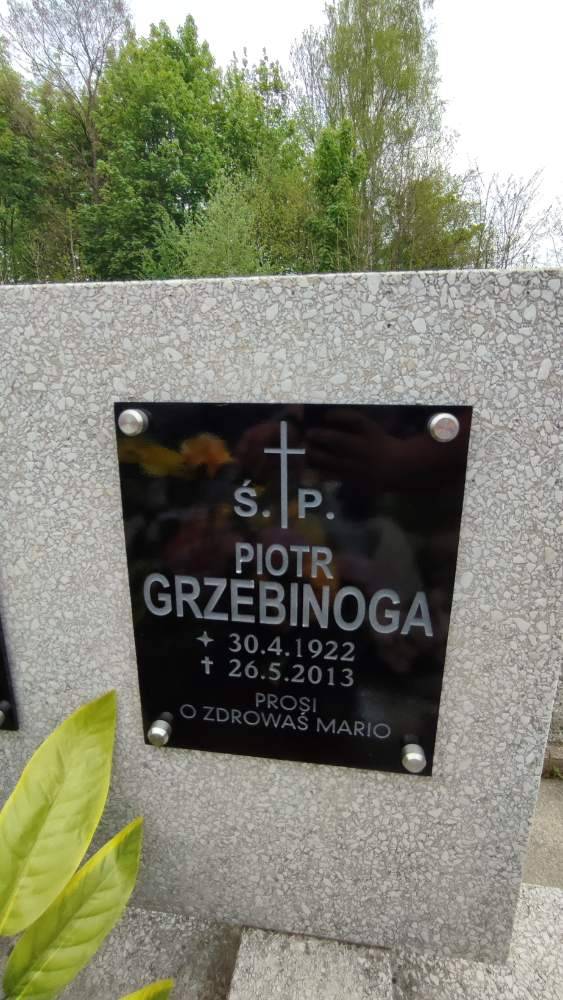 Ś. P.
PIOTR
GRZEBINOGA
30.4.1922
26.5.2013
PROSI
O ZDROWAŚ MARIO